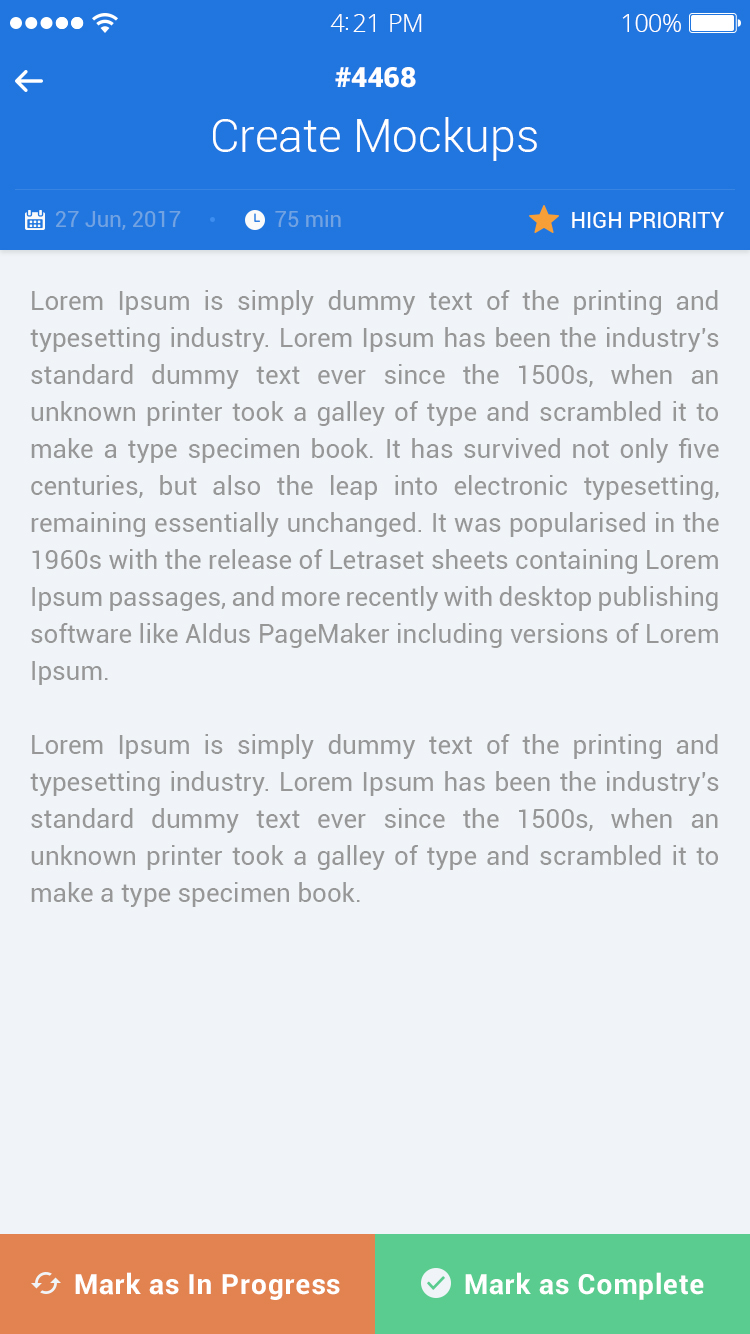 4:21 PM 100%
#4468
Create Mockups
27 Jun, 2017 • 75 min HIGH PRIORITY
Lorem Ipsum is simply dummy text of the printing and
typesetting industry. Lorem Ipsum has been the industry's
standard dummy text ever since the 1500s, when an
unknown printer took a galley of type and scrambled it to
make a type specimen book. It has survived not only five
centuries, but also the leap into electronic typesetting,
remaining essentially unchanged. It was popularised in the
1960s with the release of Letraset sheets containing Lorem
Ipsum passages, and more recently with desktop publishing
software like Aldus PageMaker including versions of Lorem
Ipsum.
Lorem Ipsum is simply dummy text of the printing and
typesetting industry. Lorem Ipsum has been the industry's
standard dummy text ever since the 1500s, when an
unknown printer took a galley of type and scrambled it to
make a type specimen book.
Mark as In Progress Mark as Complete